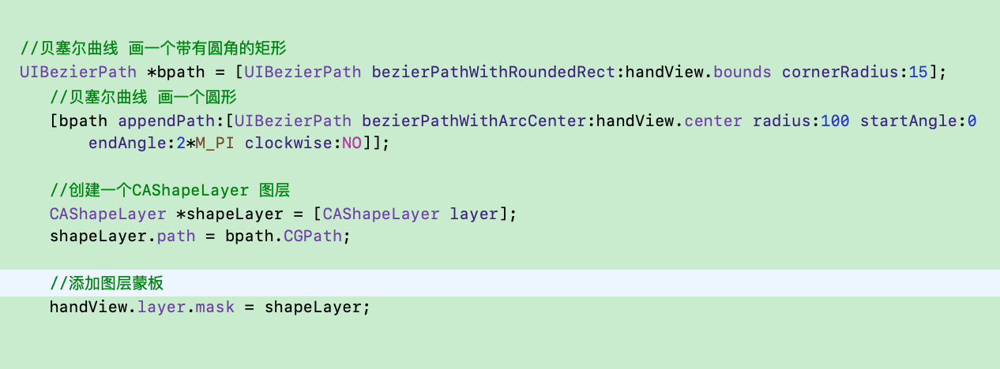 //贝塞尔曲线 画一个带有圆角的矩形
UIBezierPath *bpath = [UIBezierPath bezierPathWithRoundedRect:handView.bounds cornerRadius:15];
//贝塞尔曲线 画一个圆形
[bpath appendPath:[UIBezierPath bezierPathWithArcCenter:handView.center radius:100 startAngle:0
endAngle:2*M_PI clockwise:NO]];
//创建一个CAShapeLayer 图层
CAShapeLayer *shapeLayer = [CAShapeLayer layer];
shapeLayer.path = bpath.CGPath;
//添加图层蒙板
handView.layer.mask = shapeLayer;